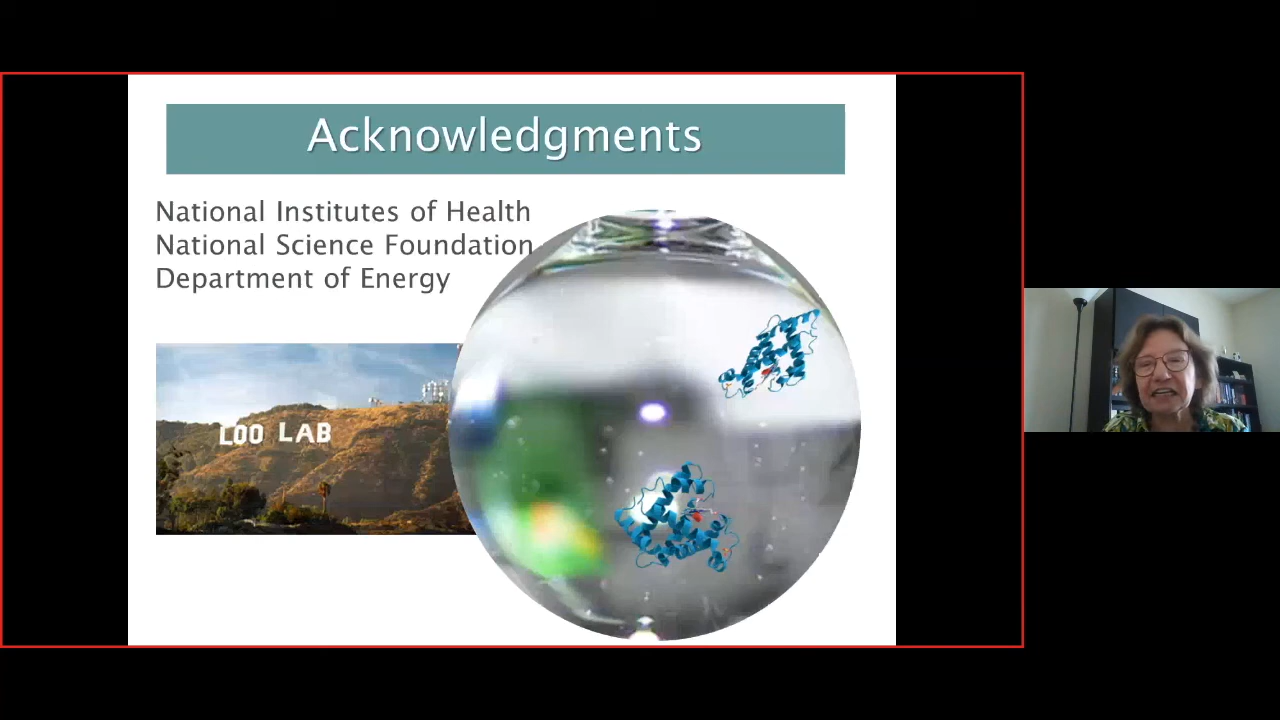 Acknowledgments
National Institutes of Health
National Science Foundation
Department of Energy
LOO LAB